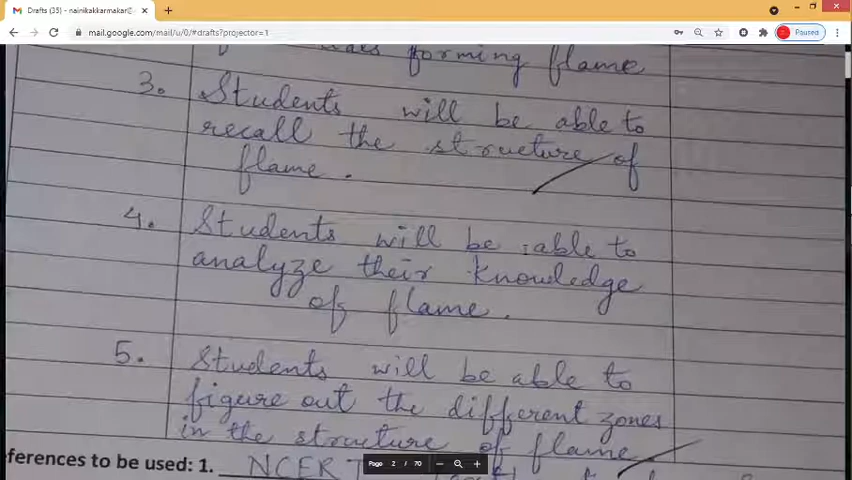 Drafts (35) - nainikakkarmakar@
mail.google.com/mail/u/0/#drafts?projector=1
Paused
forming flame
3. Students will be able to
recall the structure of
flame.
4. Students will be able to
analyze their knowledge
of flame.
5. Students will be able to
figure out the different zones
in the structure of flame
ferences to be used: 1. NCERT
Page 2 / 70